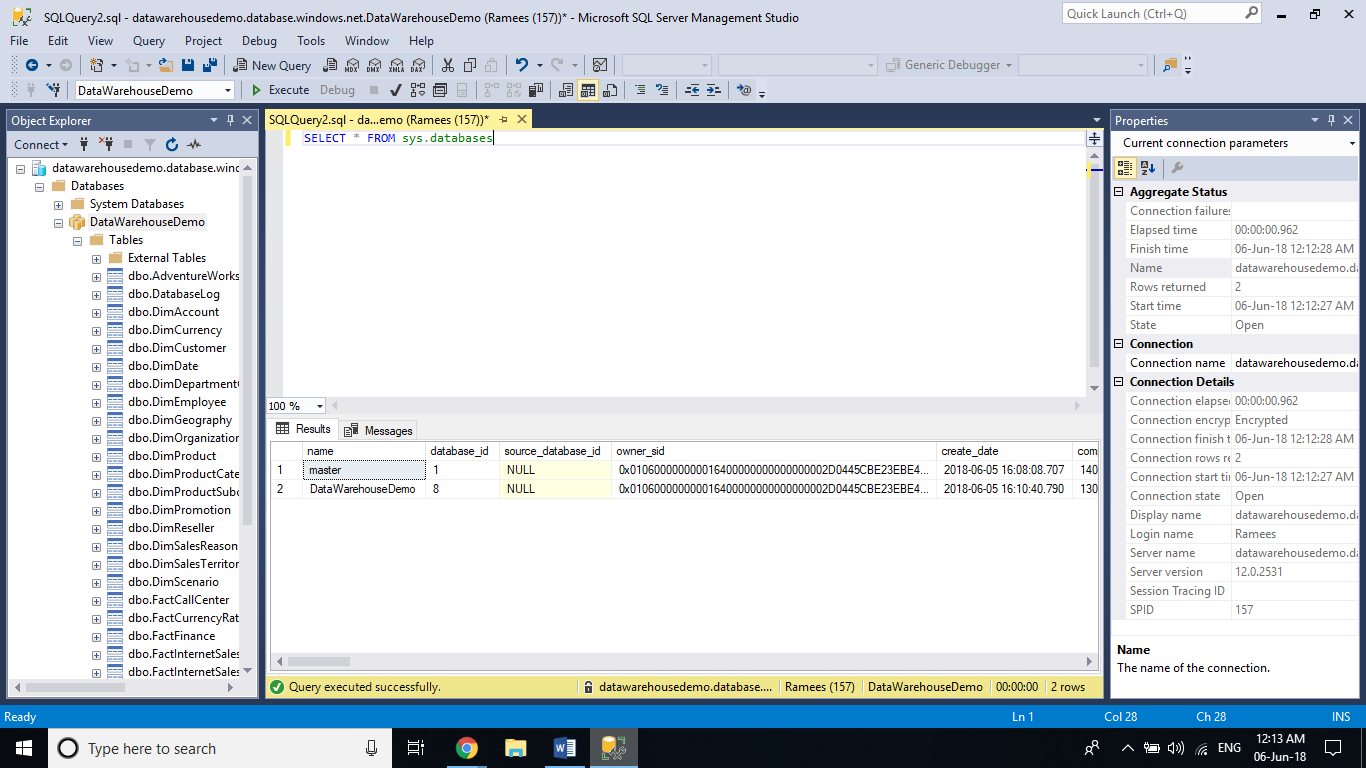 SQLQuery2.sql - datawarehousedemo.database.windows.net.DataWarehouseDemo (Ramees (157))* - Microsoft SQL Server Management Studio
Quick Launch (Ctrl+Q)
File Edit View Query Project Debug Tools Window Help
New Query
MDX DMX XMLA DAX
Generic Debugger
DataWarehouseDemo
Execute Debug
Object Explorer
Connect
datawarehousedemo.database.wind
Databases
System Databases
DataWarehouseDemo
Tables
External Tables
dbo.AdventureWorks
dbo.DatabaseLog
dbo.DimAccount
dbo.DimCurrency
dbo.DimCustomer
dbo.DimDate
dbo.DimDepartmentG
dbo.DimEmployee
dbo.DimGeography
dbo.DimOrganization
dbo.DimProduct
dbo.DimProductCate
dbo.DimProductSubc
dbo.DimPromotion
dbo.DimReseller
dbo.DimSalesReason
dbo.DimSalesTerritor
dbo.DimScenario
dbo.FactCallCenter
dbo.FactCurrencyRat
dbo.FactFinance
dbo.FactInternetSales
dbo.FactInternetSales
SQLQuery2.sql - da...emo (Ramees (157))*
SELECT * FROM sys.databases
100 %
Results Messages
name database_id source_database_id owner_sid create_date com
1 master 1 NULL 0x010600000000016400000000000000002D0445CBE23EBE4... 2018-06-05 16:08:08.707 140
2 DataWarehouseDemo 8 NULL 0x010600000000016400000000000000002D0445CBE23EBE4... 2018-06-05 16:10:40.790 130
Query executed successfully. datawarehousedemo.database.... Ramees (157) DataWarehouseDemo 00:00:00 2 rows
Properties
Current connection parameters
Aggregate Status
Connection failures
Elapsed time 00:00:00.962
Finish time 06-Jun-18 12:12:28 AM
Name datawarehousedemo.da
Rows returned 2
Start time 06-Jun-18 12:12:27 AM
State Open
Connection
Connection name datawarehousedemo.da
Connection Details
Connection elapse 00:00:00.962
Connection encryp Encrypted
Connection finish t 06-Jun-18 12:12:28 AM
Connection rows re 2
Connection start tir 06-Jun-18 12:12:27 AM
Connection state Open
Display name datawarehousedemo.da
Login name Ramees
Server name datawarehousedemo.da
Server version 12.0.2531
Session Tracing ID
SPID 157
Name
The name of the connection.
Ready Ln 1 Col 28 Ch 28 INS
Type here to search
ENG
12:13 AM
06-Jun-18